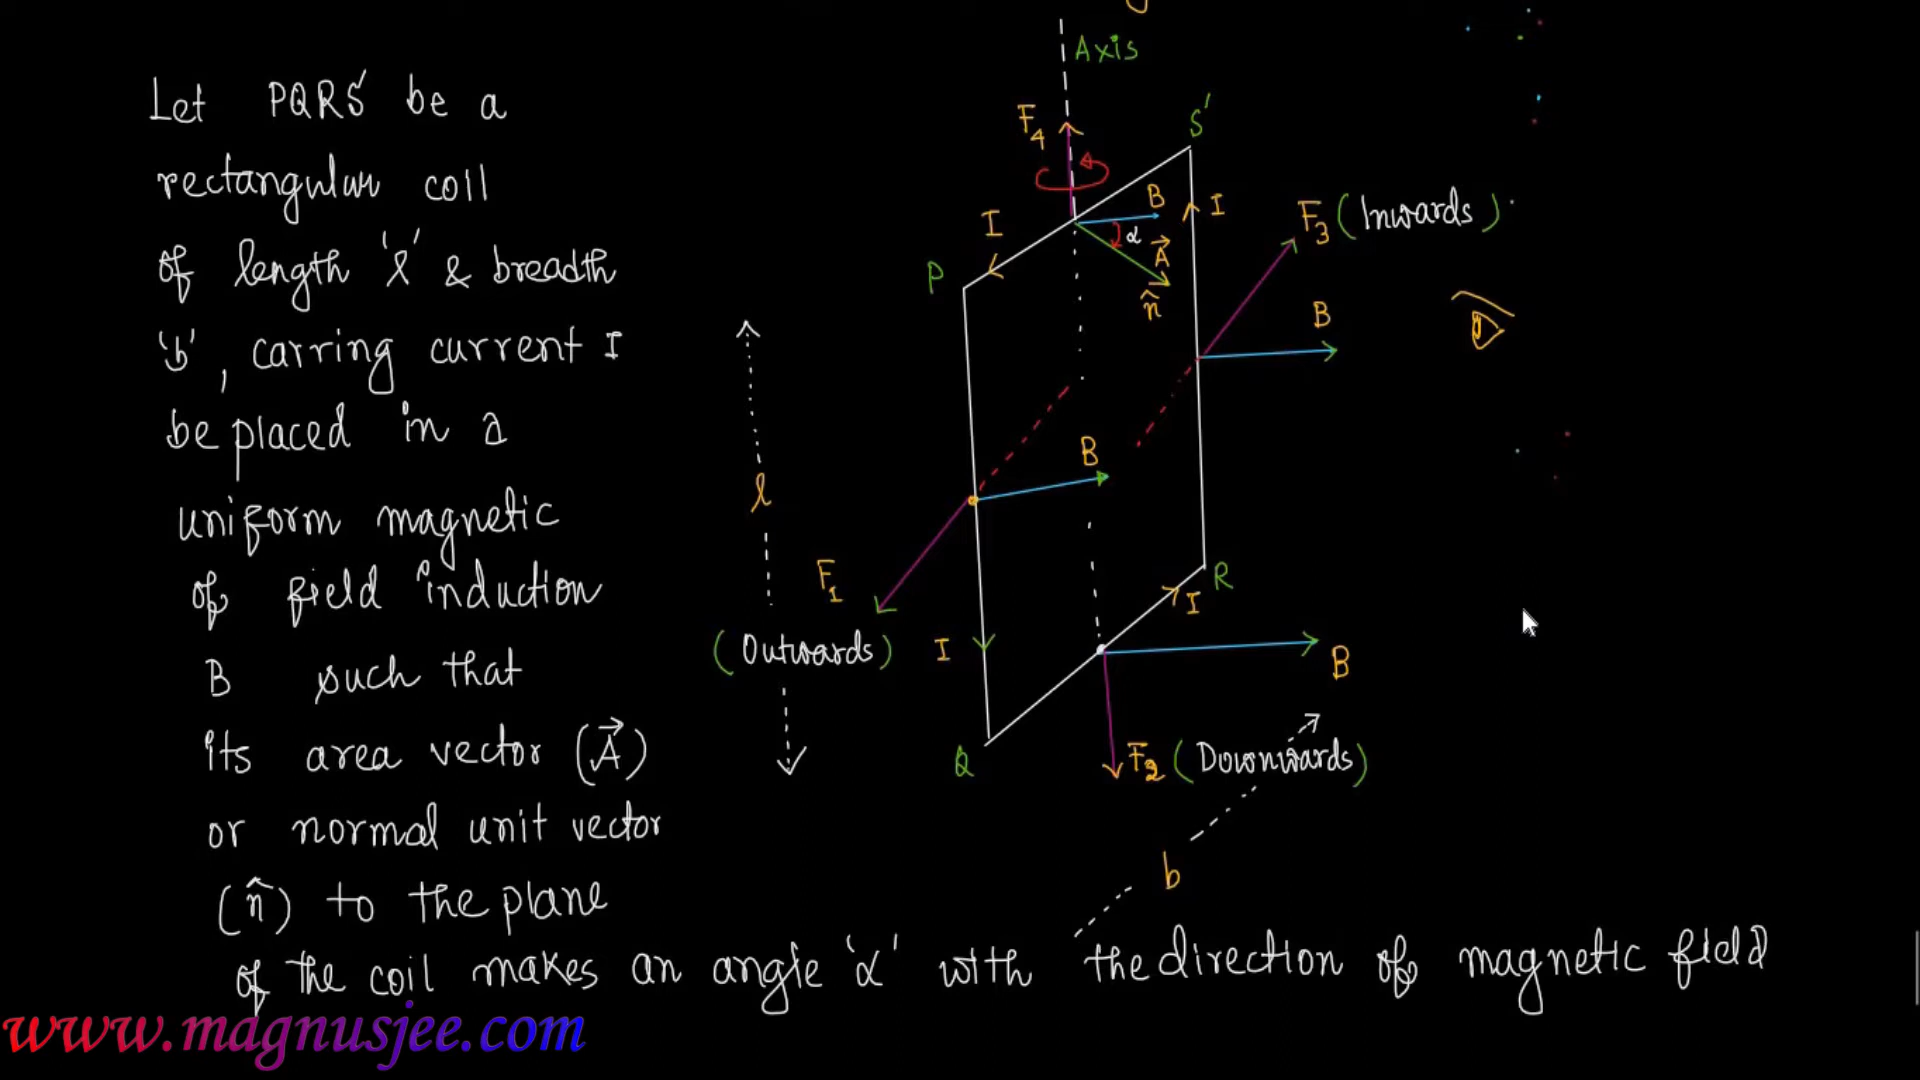 Let PQRS be a
rectangular coil
of length 'l' & breadth
'b', carring current I
be placed in a
uniform magnetic
of field induction
B such that
its area vector (A⃗)
or normal unit vector
(n̂) to the plane
of the coil makes an angle 'α' with the direction of magnetic field
Axis
F4
S
B
I
I
α
A⃗
n̂
P
F3 (Inwards)
B
B
l
F1
(Outwards)
I
R
I
B
Q
F2 (Downwards)
b
www.magnusjee.com